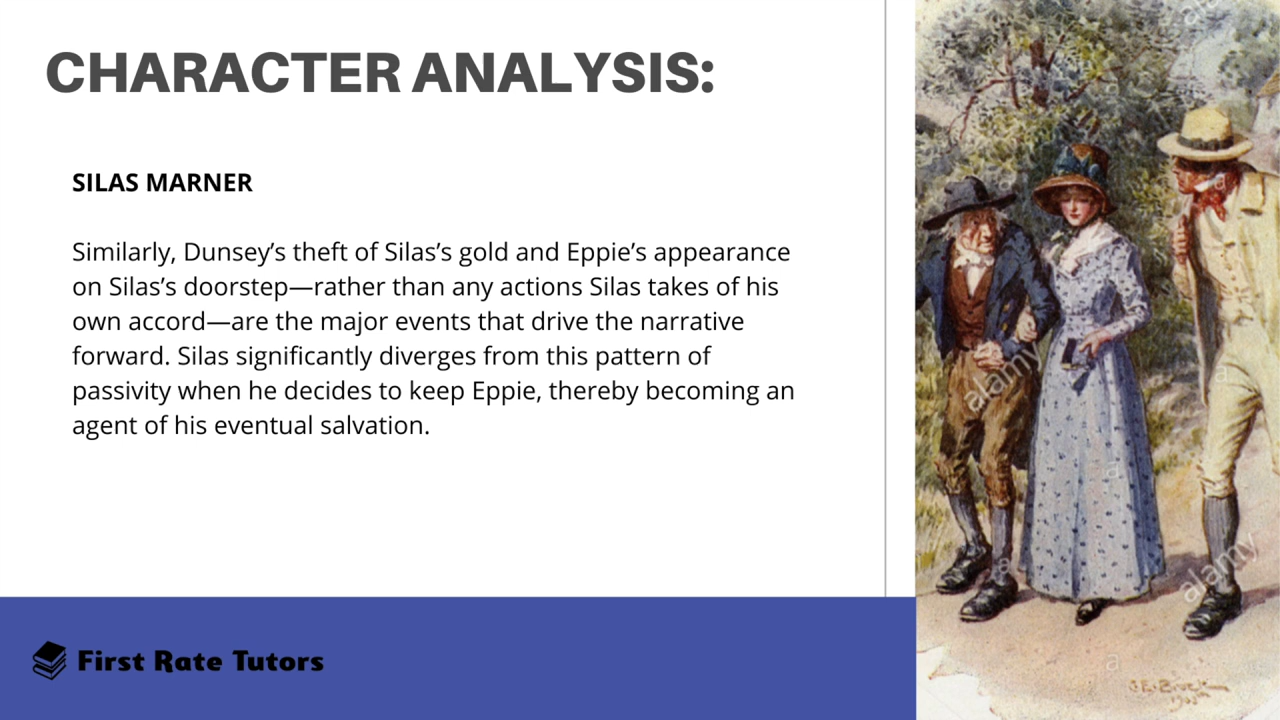 CHARACTER ANALYSIS:
SILAS MARNER
Similarly, Dunsey’s theft of Silas’s gold and Eppie’s appearance
on Silas’s doorstep—rather than any actions Silas takes of his
own accord—are the major events that drive the narrative
forward. Silas significantly diverges from this pattern of
passivity when he decides to keep Eppie, thereby becoming an
agent of his eventual salvation.
First Rate Tutors
alamy
alamy
a
a
a
a
a